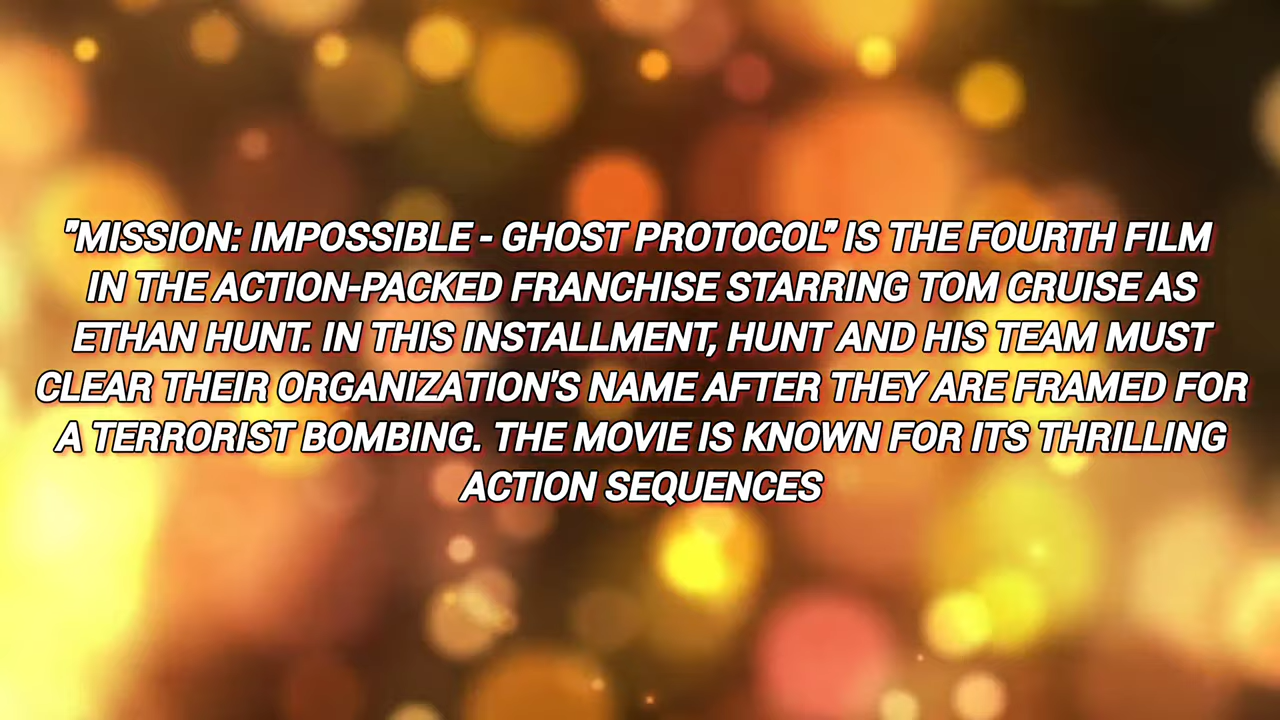 "MISSION: IMPOSSIBLE - GHOST PROTOCOL" IS THE FOURTH FILM
IN THE ACTION-PACKED FRANCHISE STARRING TOM CRUISE AS
ETHAN HUNT. IN THIS INSTALLMENT, HUNT AND HIS TEAM MUST
CLEAR THEIR ORGANIZATION'S NAME AFTER THEY ARE FRAMED FOR
A TERRORIST BOMBING. THE MOVIE IS KNOWN FOR ITS THRILLING
ACTION SEQUENCES